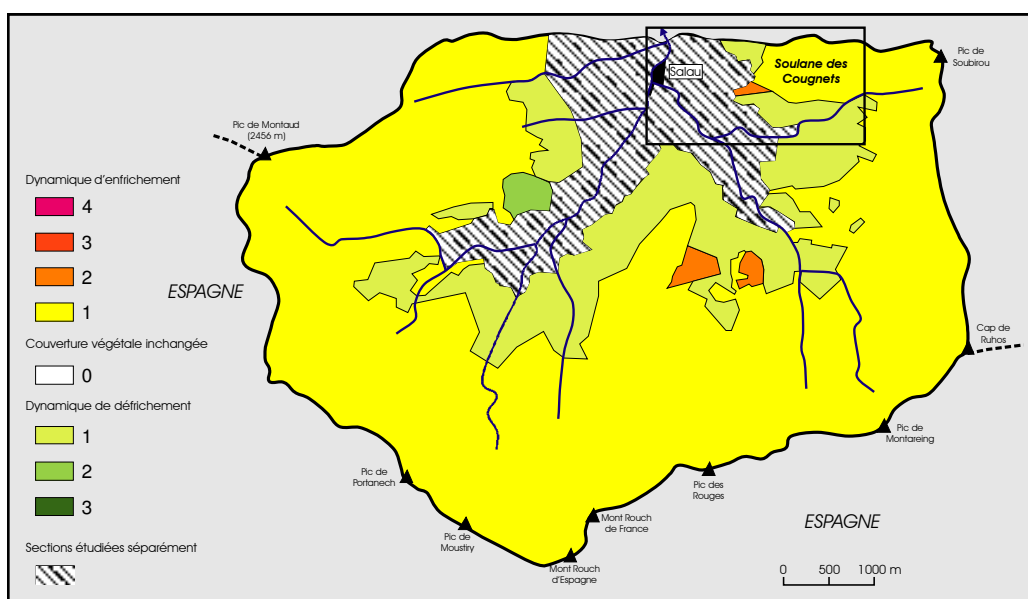 Pic de
Soubirou
Salau
Soulane des
Cougnets
Pic de Montaud
(2456 m)
Dynamique d'enfrichement
4
3
2
1
Couverture végétale inchangée
0
Dynamique de défrichement
1
2
3
Sections étudiées séparément
ESPAGNE
Cap de
Ruhos
Pic de
Montareing
Pic de
Portanech
Pic des
Rouges
Pic de
Moustiry
Mont Rouch
de France
Mont Rouch
d'Espagne
ESPAGNE
0 500 1000 m